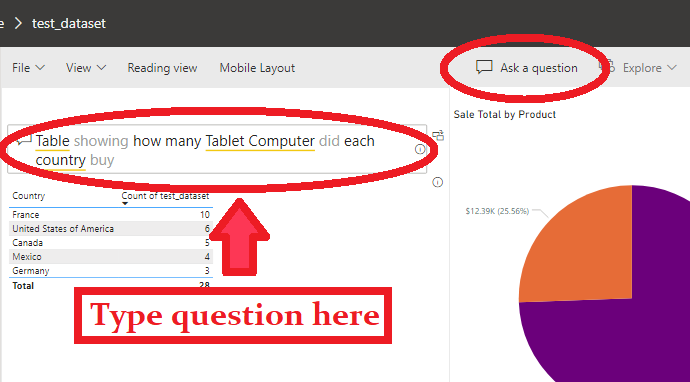 e > test_dataset
File View Reading view Mobile Layout Ask a question Explore
Sale Total by Product
Table showing how many Tablet Computer did each
country buy
Country Count of test_dataset
France 10
United States of America 6
Canada 5
Mexico 4
Germany 3
Total 28
$12.39K (25.56%)
Type question here